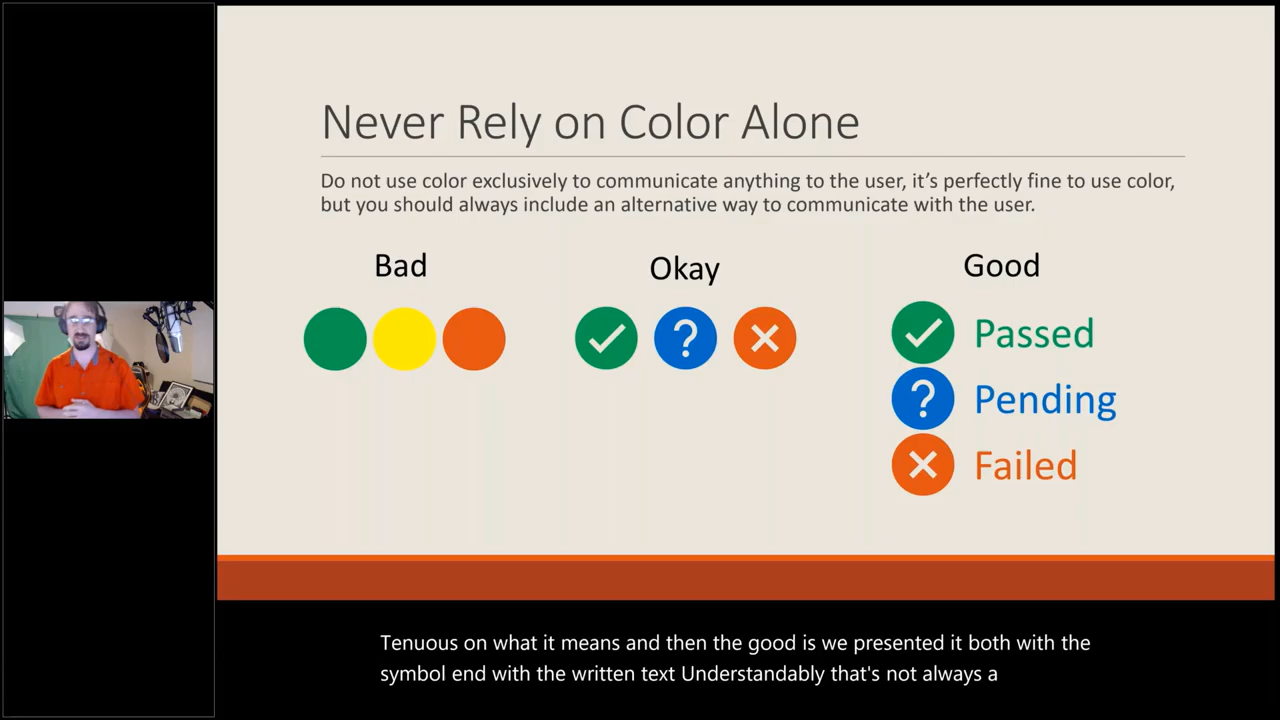 Never Rely on Color Alone
Do not use color exclusively to communicate anything to the user, it’s perfectly fine to use color,
but you should always include an alternative way to communicate with the user.
Bad
Okay
Good
?
Passed
? Pending
Failed
Tenuous on what it means and then the good is we presented it both with the
symbol end with the written text Understandably that's not always a